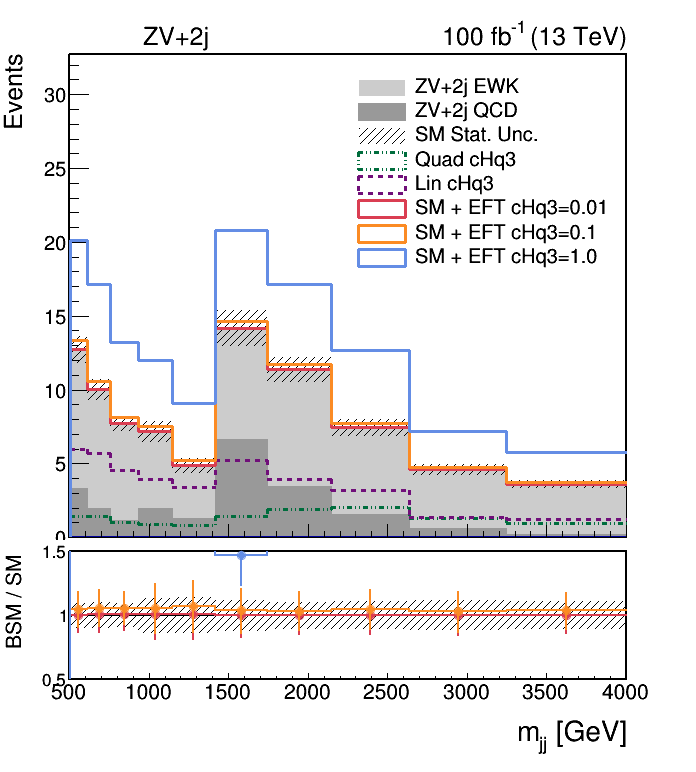 ZV+2j 100 fb⁻¹ (13 TeV)
Events
30
25
20
15
10
5
0
ZV+2j EWK
ZV+2j QCD
SM Stat. Unc.
Quad cHq3
Lin cHq3
SM + EFT cHq3=0.01
SM + EFT cHq3=0.1
SM + EFT cHq3=1.0
BSM / SM
1.5
1
0.5
500 1000 1500 2000 2500 3000 3500 4000
m_jj [GeV]